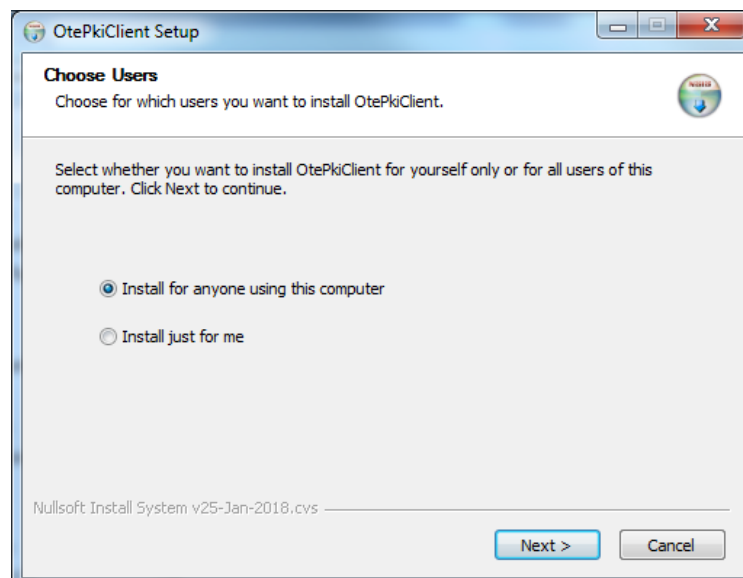 OtePkiClient Setup
Choose Users
Choose for which users you want to install OtePkiClient.
Select whether you want to install OtePkiClient for yourself only or for all users of this
computer. Click Next to continue.
Install for anyone using this computer
Install just for me
Nullsoft Install System v25-Jan-2018.cvs
Next >
Cancel